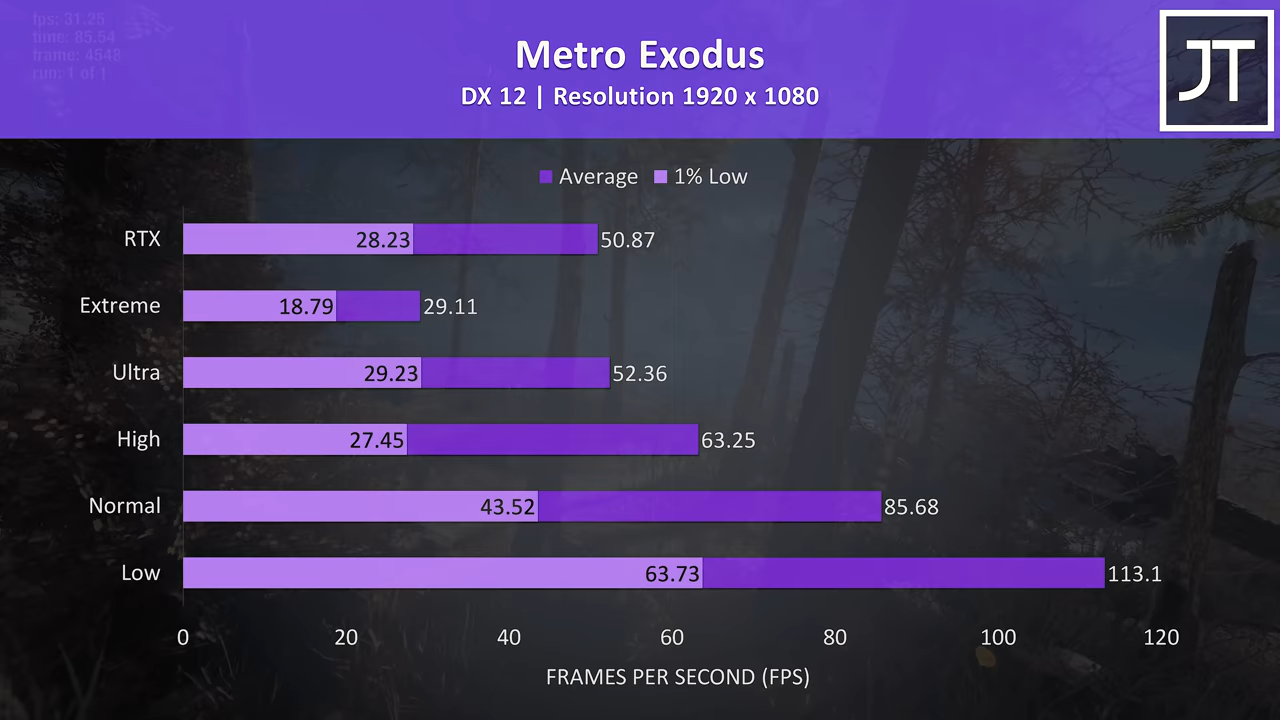 fps: 31.25
time: 85.54
frame: 4548
run: 1 of 1
Metro Exodus
DX 12 | Resolution 1920 x 1080
JT
Average 1% Low
RTX 28.23 50.87
Extreme 18.79 29.11
Ultra 29.23 52.36
High 27.45 63.25
Normal 43.52 85.68
Low 63.73 113.1
0 20 40 60 80 100 120
FRAMES PER SECOND (FPS)